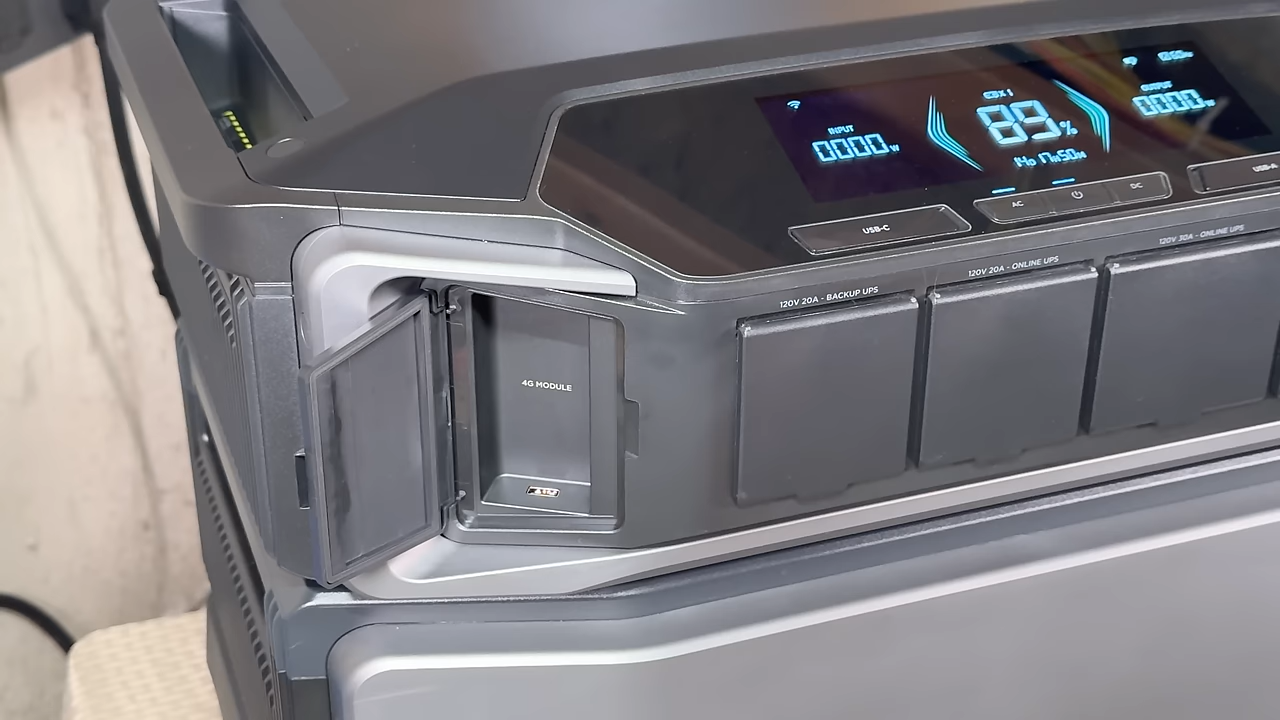 INPUT
0000W
89%
OUTPUT
0000W
AC
DC
USB-C
USB-A
120V 20A - BACKUP UPS
120V 20A - ONLINE UPS
120V 30A - ONLINE UPS
4G MODULE